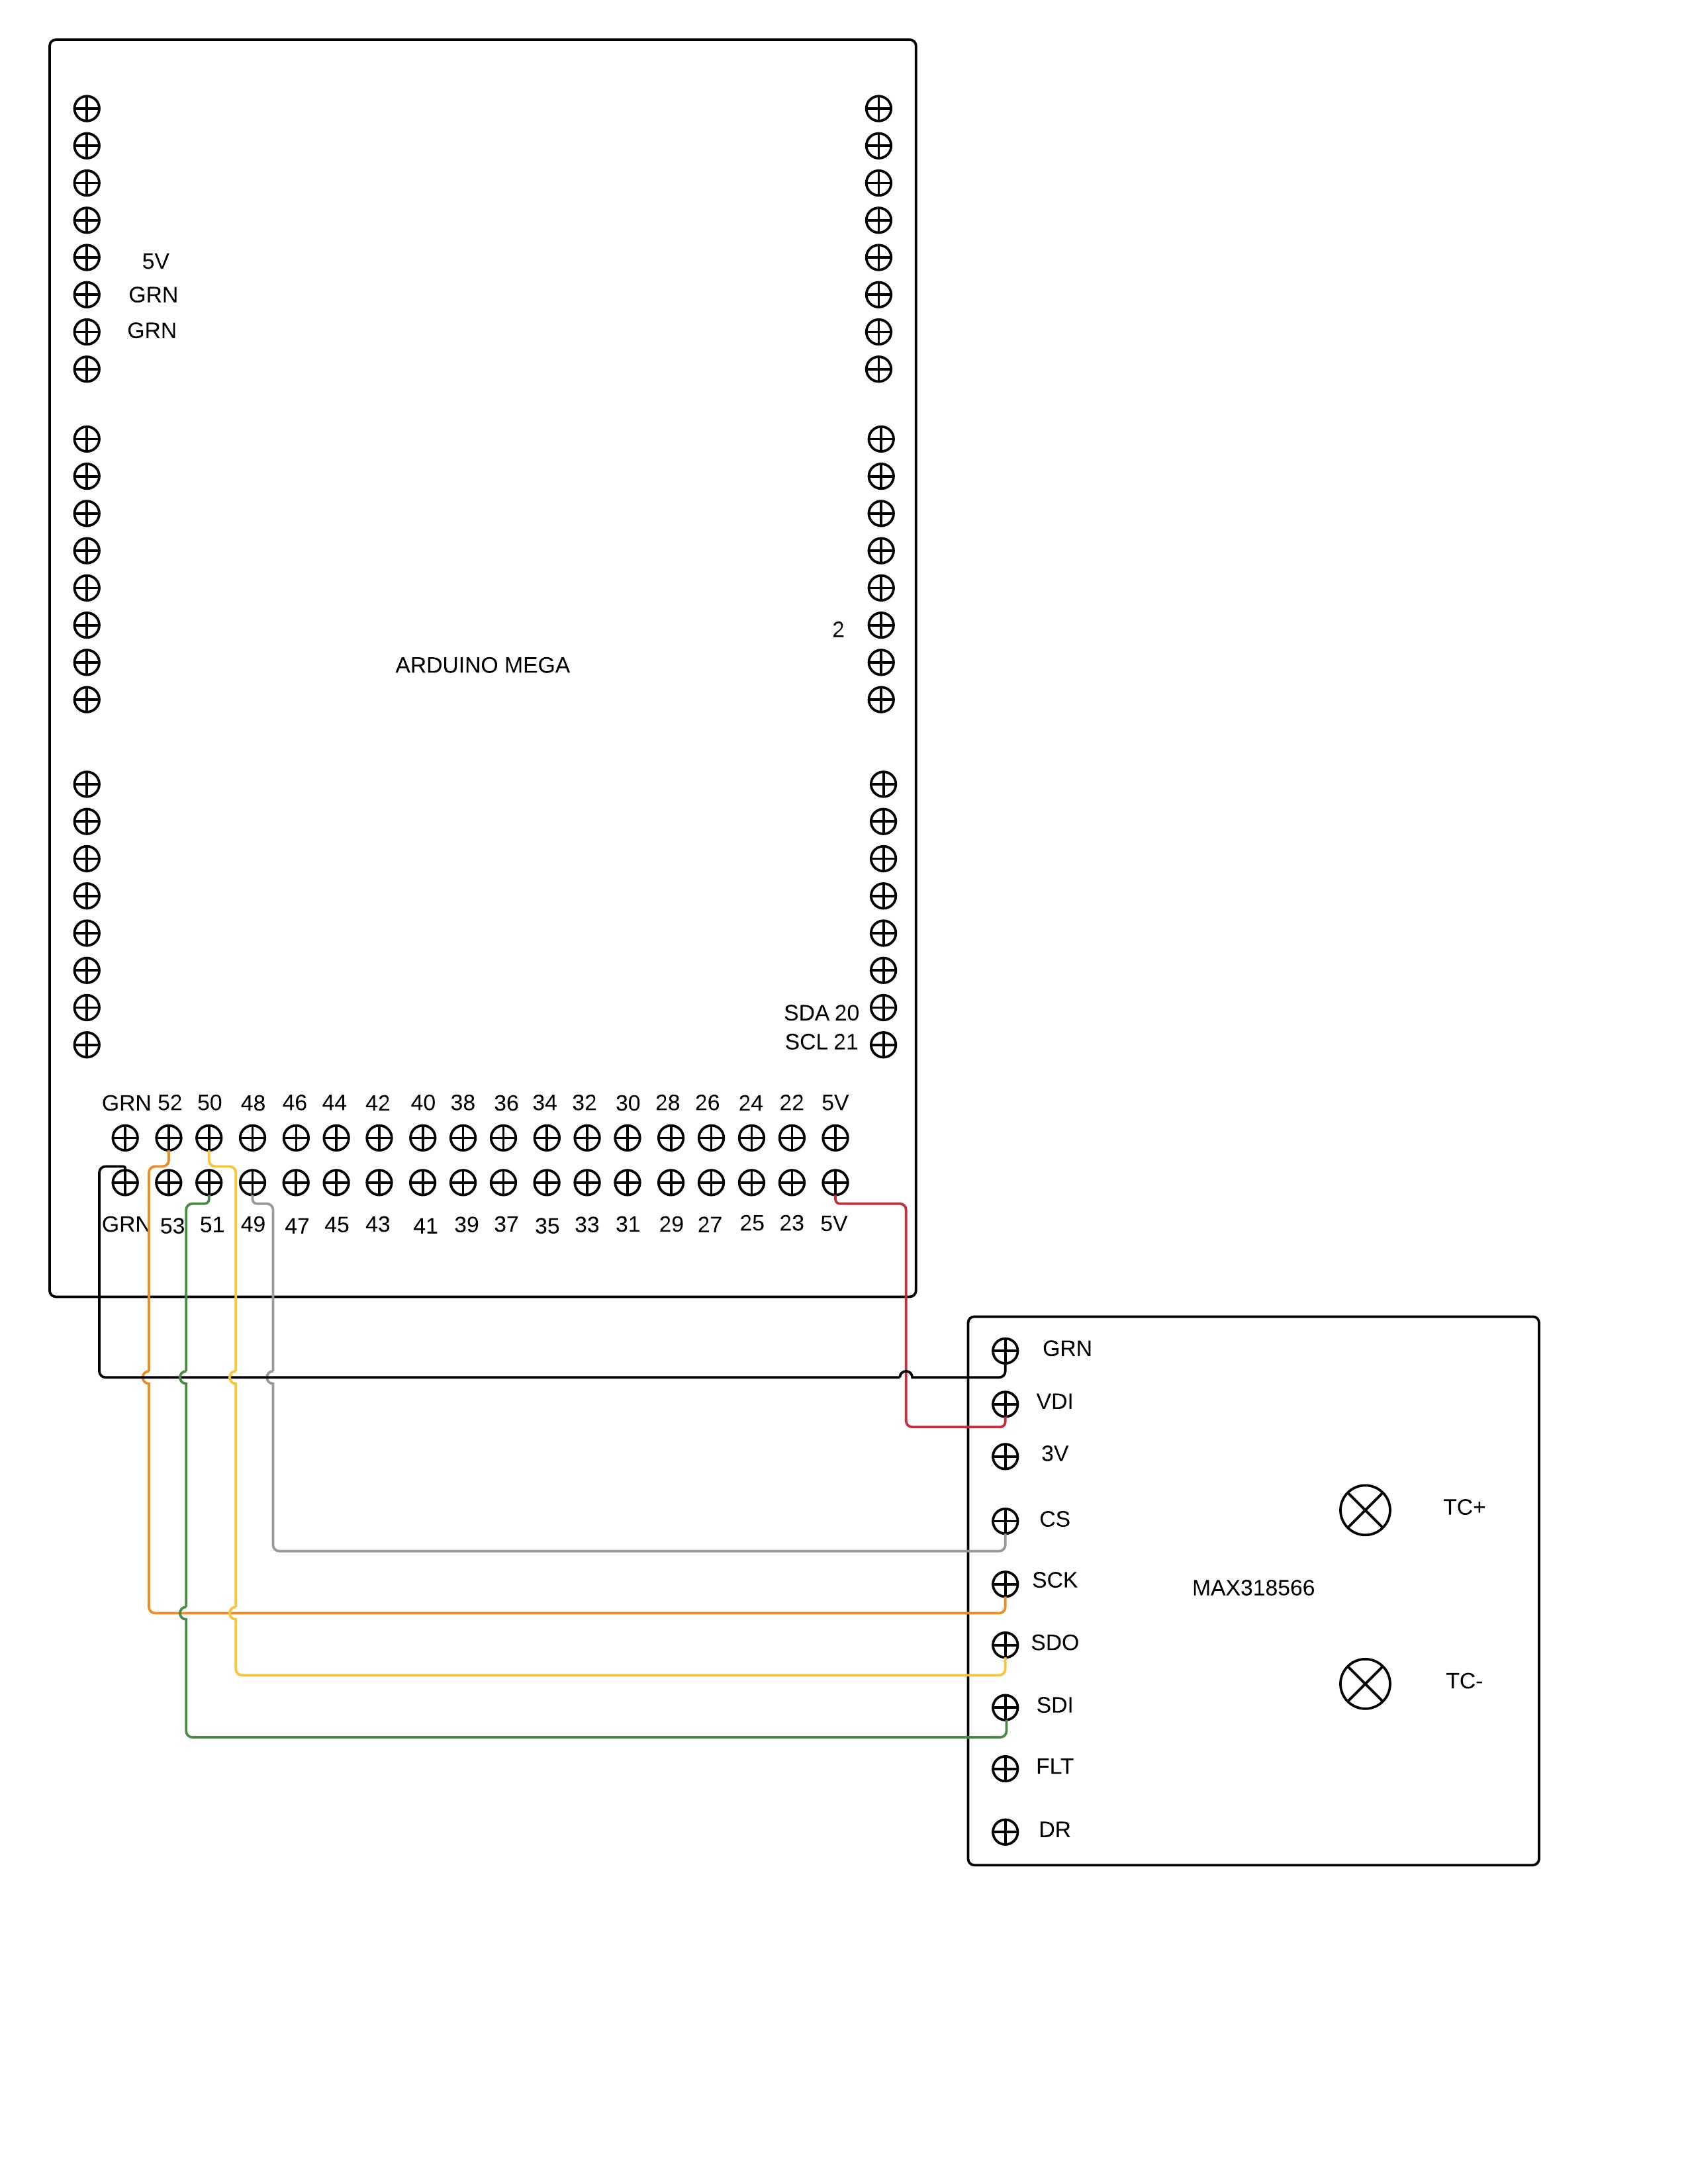 5V
GRN
GRN
2
ARDUINO MEGA
SDA 20
SCL 21
GRN 52 50 48 46 44 42 40 38 36 34 32 30 28 26 24 22 5V
GRN 53 51 49 47 45 43 41 39 37 35 33 31 29 27 25 23 5V
GRN
VDI
3V
TC+
CS
SCK
MAX318566
SDO
TC-
SDI
FLT
DR